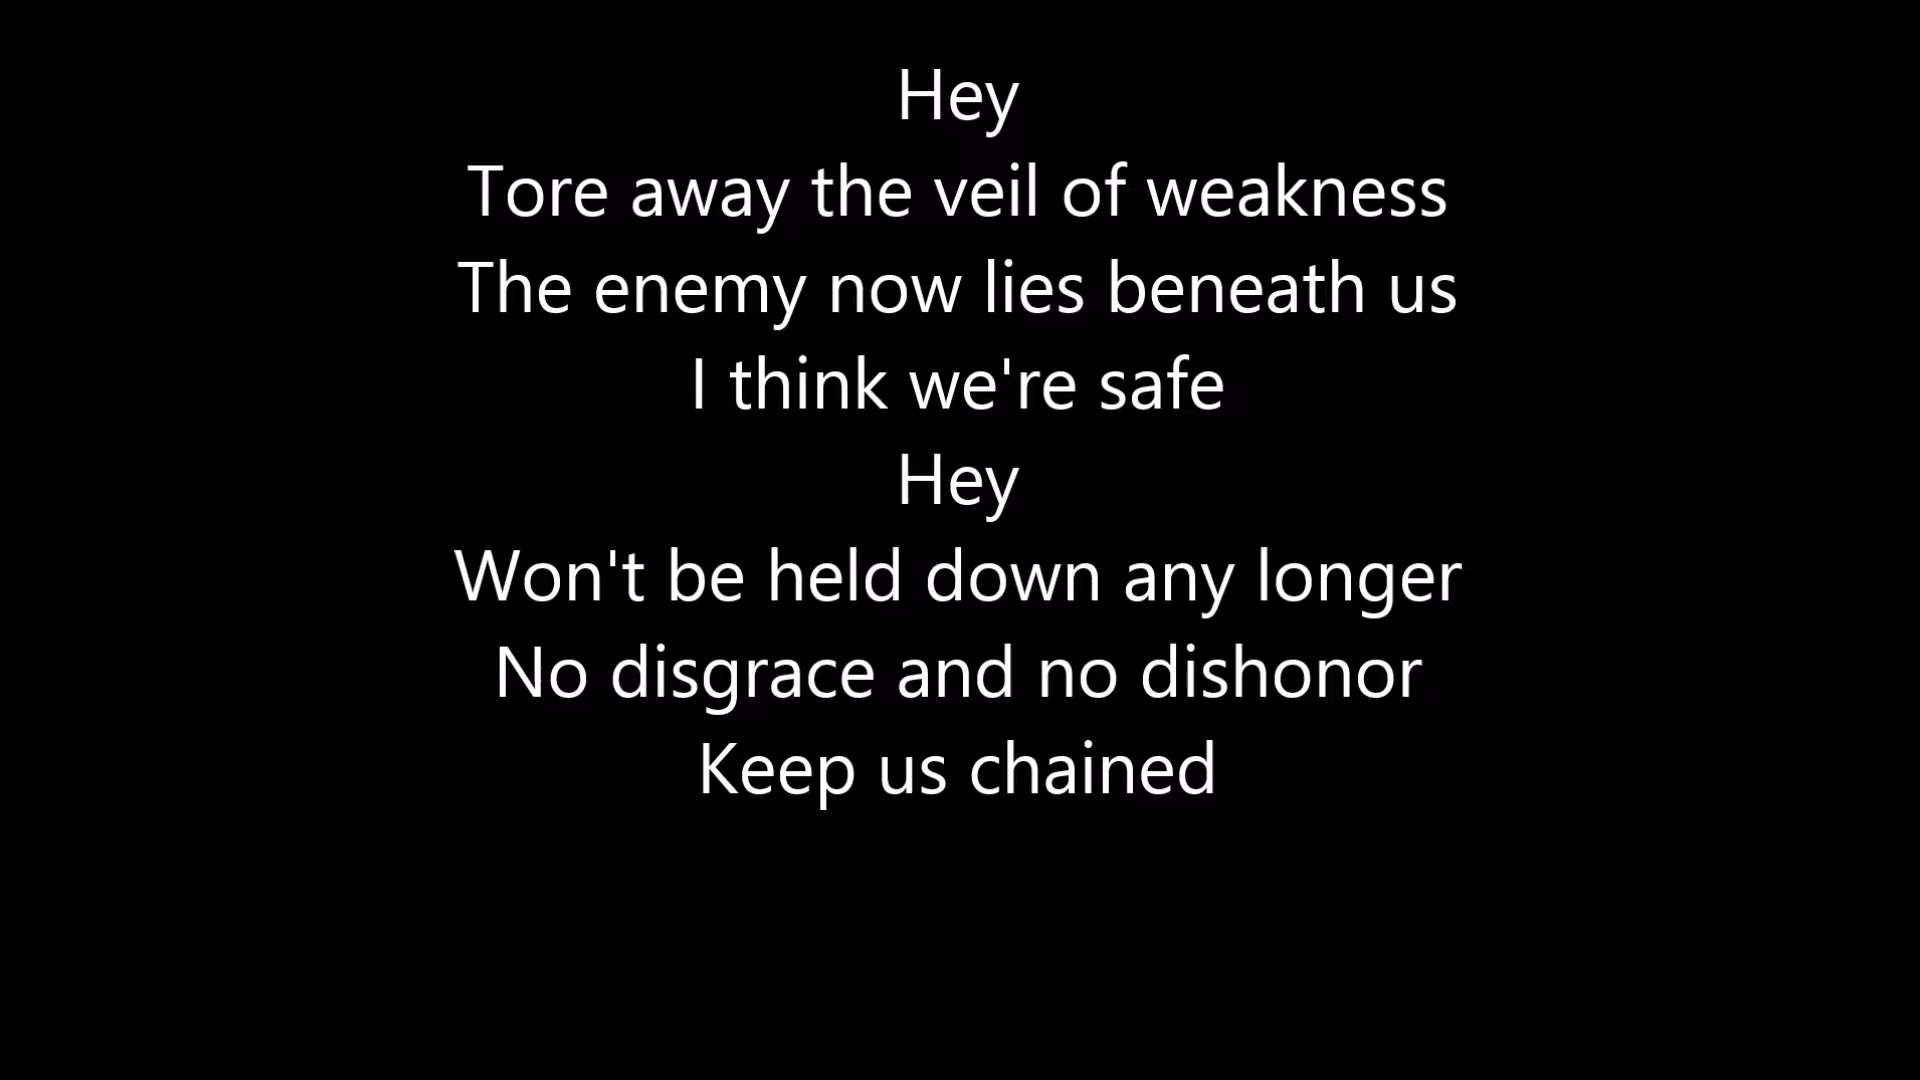 Hey
Tore away the veil of weakness
The enemy now lies beneath us
I think we're safe
Hey
Won't be held down any longer
No disgrace and no dishonor
Keep us chained